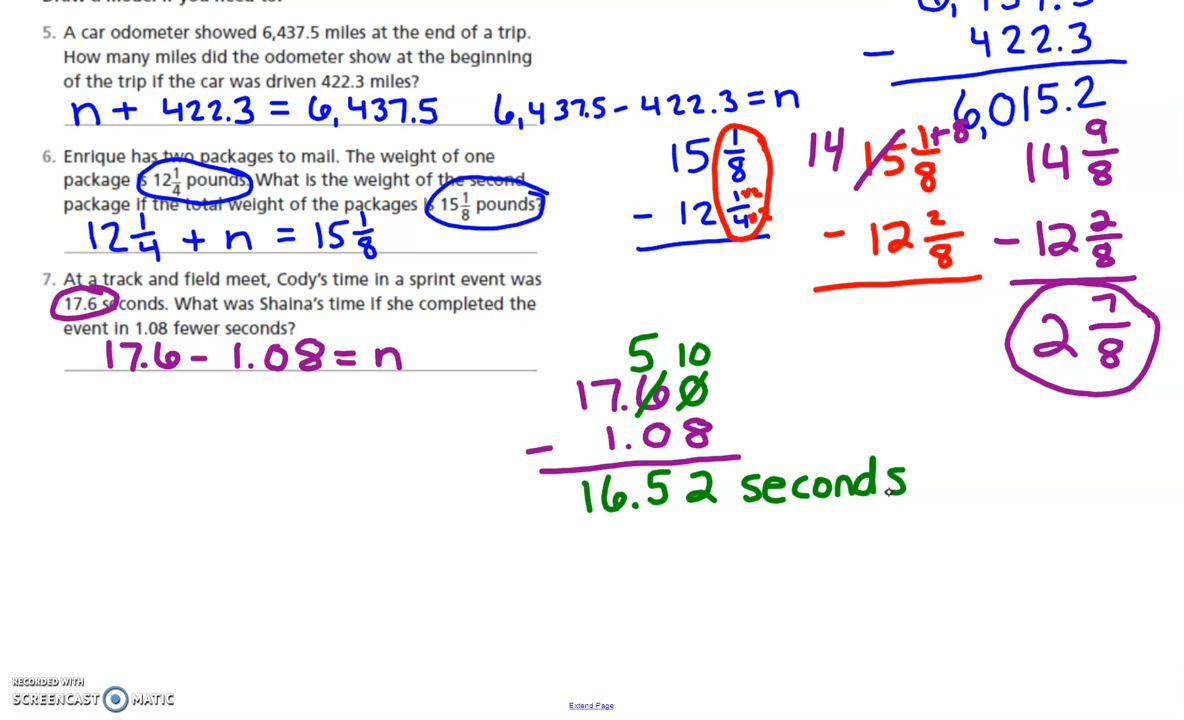 5. A car odometer showed 6,437.5 miles at the end of a trip.
How many miles did the odometer show at the beginning
of the trip if the car was driven 422.3 miles?
n + 422.3 = 6,437.5 6,437.5 - 422.3 = n
- 422.3
6,015.2
6. Enrique has two packages to mail. The weight of one
package is 12 1/4 pounds. What is the weight of the second
package if the total weight of the packages is 15 1/8 pounds?
12 1/4 + n = 15 1/8
15 1/8
- 12 1/4
14 15 1/8 +8
- 12 2/8
14 9/8
- 12 2/8
2 7/8
7. At a track and field meet, Cody's time in a sprint event was
17.6 seconds. What was Shaina's time if she completed the
event in 1.08 fewer seconds?
17.6 - 1.08 = n
5 10
17.60
- 1.08
16.52 seconds
RECORDED WITH
SCREENCAST MATIC
Extend Page